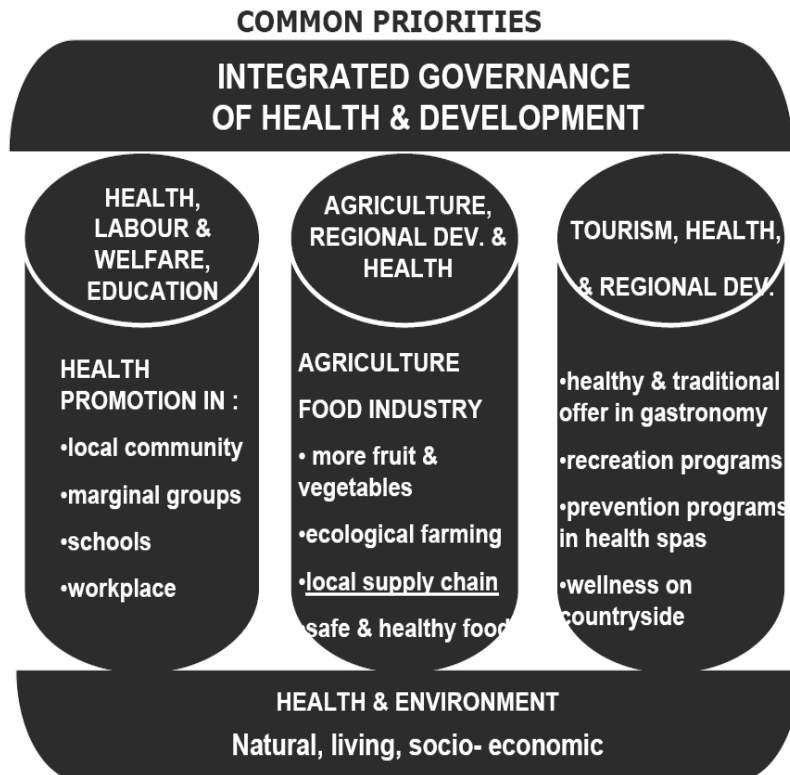 COMMON PRIORITIES
INTEGRATED GOVERNANCE
OF HEALTH & DEVELOPMENT
HEALTH,
LABOUR &
WELFARE,
EDUCATION
HEALTH
PROMOTION IN :
•local community
•marginal groups
•schools
•workplace
AGRICULTURE,
REGIONAL DEV. &
HEALTH
AGRICULTURE
FOOD INDUSTRY
• more fruit &
vegetables
•ecological farming
•local supply chain
•safe & healthy food
TOURISM, HEALTH,
& REGIONAL DEV.
•healthy & traditional
offer in gastronomy
•recreation programs
•prevention programs
in health spas
•wellness on
countryside
HEALTH & ENVIRONMENT
Natural, living, socio- economic